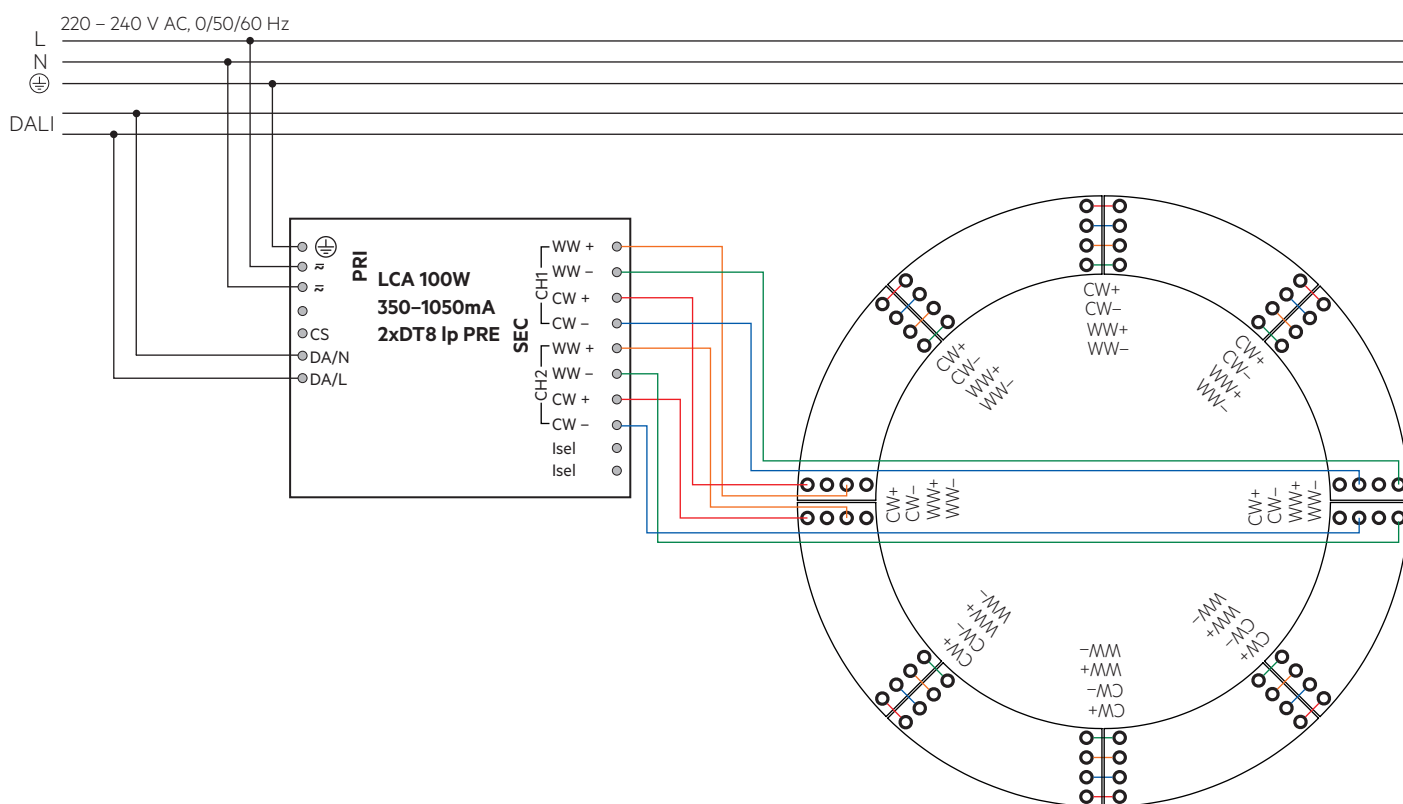 220 – 240 V AC, 0/50/60 Hz
L
N
DALI
PRI
LCA 100W
350–1050mA
2xDT8 lp PRE
≂
≂
CS
DA/N
DA/L
SEC
CH1
WW +
WW –
CW +
CW –
CH2
WW +
WW –
CW +
CW –
Isel
Isel
CW+
CW–
WW+
WW–
CW+
CW–
WW+
WW–
CW+
CW–
WW+
WW–
CW+
CW–
WW+
WW–
CW+
CW–
WW+
WW–
WW–
WW+
CW–
CW+
WW–
WW+
CW–
CW+
WW–
WW+
CW–
CW+